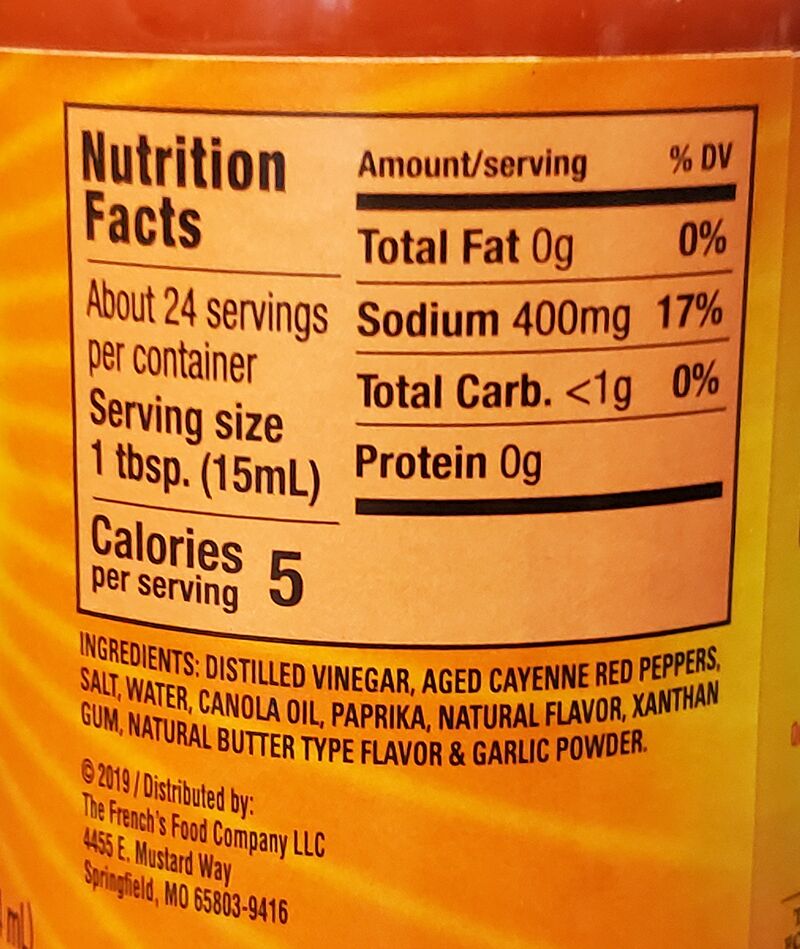 Nutrition
Facts
About 24 servings
per container
Serving size
1 tbsp. (15mL)
Calories
per serving 5
Amount/serving % DV
Total Fat 0g 0%
Sodium 400mg 17%
Total Carb. <1g 0%
Protein 0g
INGREDIENTS: DISTILLED VINEGAR, AGED CAYENNE RED PEPPERS,
SALT, WATER, CANOLA OIL, PAPRIKA, NATURAL FLAVOR, XANTHAN
GUM, NATURAL BUTTER TYPE FLAVOR & GARLIC POWDER.
© 2019 / Distributed by:
The French's Food Company LLC
4455 E. Mustard Way
Springfield, MO 65803-9416
mL)